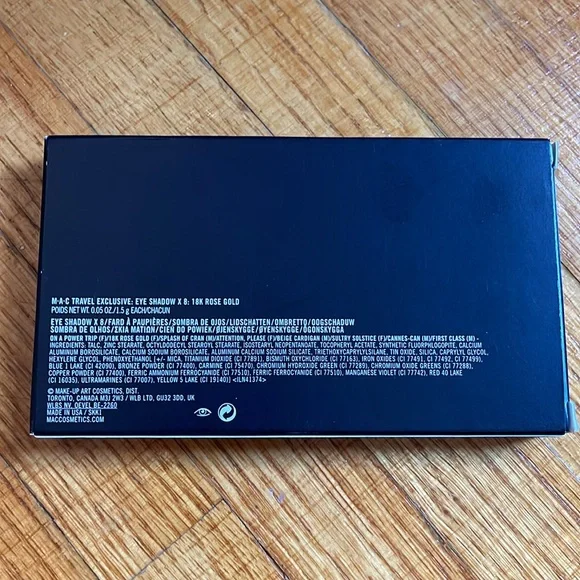 M·A·C TRAVEL EXCLUSIVE: EYE SHADOW X 8: 18K ROSE GOLD
POIDS NET WT. 0.05 OZ./1.5 g EACH/CHACUN
EYE SHADOW X 8/FARD À PAUPIÈRES/SOMBRA DE OJOS/LIDSCHATTEN/OMBRETTO/OOGSCHADUW
SOMBRA DE OLHOS/ΣΚΙΑ ΜΑΤΙΩΝ/CIEŃ DO POWIEK/ØJENSKYGGE/ØYENSKYGGE/ÖGONSKYGGA
ON A POWER TRIP (F)/18K ROSE GOLD (F)/SPLASH OF CRAN (M)/ATTENTION, PLEASE (F)/BEIGE CARDIGAN (M)/SULTRY SOLSTICE (F)/CANNES-CAN (M)/FIRST CLASS (M) -
INGREDIENTS: TALC, ZINC STEARATE, OCTYLDODECYL STEAROYL STEARATE, ISOSTEARYL NEOPENTANOATE, TOCOPHERYL ACETATE, SYNTHETIC FLUORPHLOGOPITE, CALCIUM
ALUMINUM BOROSILICATE, CALCIUM SODIUM BOROSILICATE, ALUMINUM CALCIUM SODIUM SILICATE, TRIETHOXYCAPRYLYLSILANE, TIN OXIDE, SILICA, CAPRYLYL GLYCOL,
HEXYLENE GLYCOL, PHENOXYETHANOL [+/- MICA, TITANIUM DIOXIDE (CI 77891), BISMUTH OXYCHLORIDE (CI 77163), IRON OXIDES (CI 77491, CI 77492, CI 77499),
BLUE 1 LAKE (CI 42090), BRONZE POWDER (CI 77400), CARMINE (CI 75470), CHROMIUM HYDROXIDE GREEN (CI 77289), CHROMIUM OXIDE GREENS (CI 77288),
COPPER POWDER (CI 77400), FERRIC AMMONIUM FERROCYANIDE (CI 77510), FERRIC FERROCYANIDE (CI 77510), MANGANESE VIOLET (CI 77742), RED 40 LAKE
(CI 16035), ULTRAMARINES (CI 77007), YELLOW 5 LAKE (CI 19140)] <ILN41374>
© MAKE-UP ART COSMETICS, DIST.
TORONTO, CANADA M3J 2W3 / WLB LTD, GU32 3DD, UK
WLBS NV, OEVEL BE-2260
MADE IN USA / SKK1
MACCOSMETICS.COM